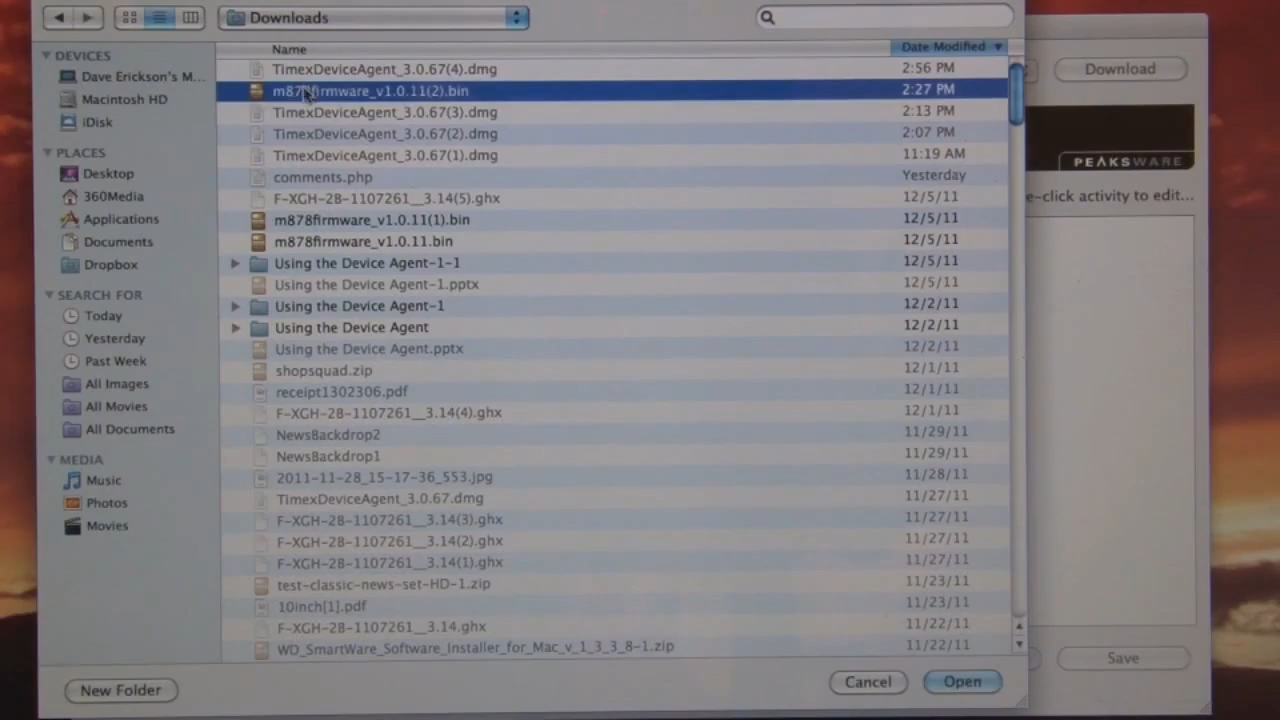 Downloads
Name
Date Modified
DEVICES
Dave Erickson's M...
Macintosh HD
iDisk
PLACES
Desktop
360Media
Applications
Documents
Dropbox
SEARCH FOR
Today
Yesterday
Past Week
All Images
All Movies
All Documents
MEDIA
Music
Photos
Movies
TimexDeviceAgent_3.0.67(4).dmg 2:56 PM
m878firmware_v1.0.11(2).bin 2:27 PM
TimexDeviceAgent_3.0.67(3).dmg 2:13 PM
TimexDeviceAgent_3.0.67(2).dmg 2:07 PM
TimexDeviceAgent_3.0.67(1).dmg 11:19 AM
comments.php Yesterday
F-XGH-2B-1107261__3.14(5).ghx 12/5/11
m878firmware_v1.0.11(1).bin 12/5/11
m878firmware_v1.0.11.bin 12/5/11
Using the Device Agent-1-1 12/5/11
Using the Device Agent-1.pptx 12/5/11
Using the Device Agent-1 12/2/11
Using the Device Agent 12/2/11
Using the Device Agent.pptx 12/2/11
shopsquad.zip 12/1/11
receipt1302306.pdf 12/1/11
F-XGH-2B-1107261__3.14(4).ghx 12/1/11
NewsBackdrop2 11/29/11
NewsBackdrop1 11/29/11
2011-11-28_15-17-36_553.jpg 11/28/11
TimexDeviceAgent_3.0.67.dmg 11/27/11
F-XGH-2B-1107261__3.14(3).ghx 11/27/11
F-XGH-2B-1107261__3.14(2).ghx 11/27/11
F-XGH-2B-1107261__3.14(1).ghx 11/27/11
test-classic-news-set-HD-1.zip 11/23/11
10inch[1].pdf 11/23/11
F-XGH-2B-1107261__3.14.ghx 11/22/11
WD_SmartWare_Software_Installer_for_Mac_v_1_3_3_8-1.zip 11/22/11
New Folder
Cancel
Open
Download
PEAKSWARE
e-click activity to edit...
Save